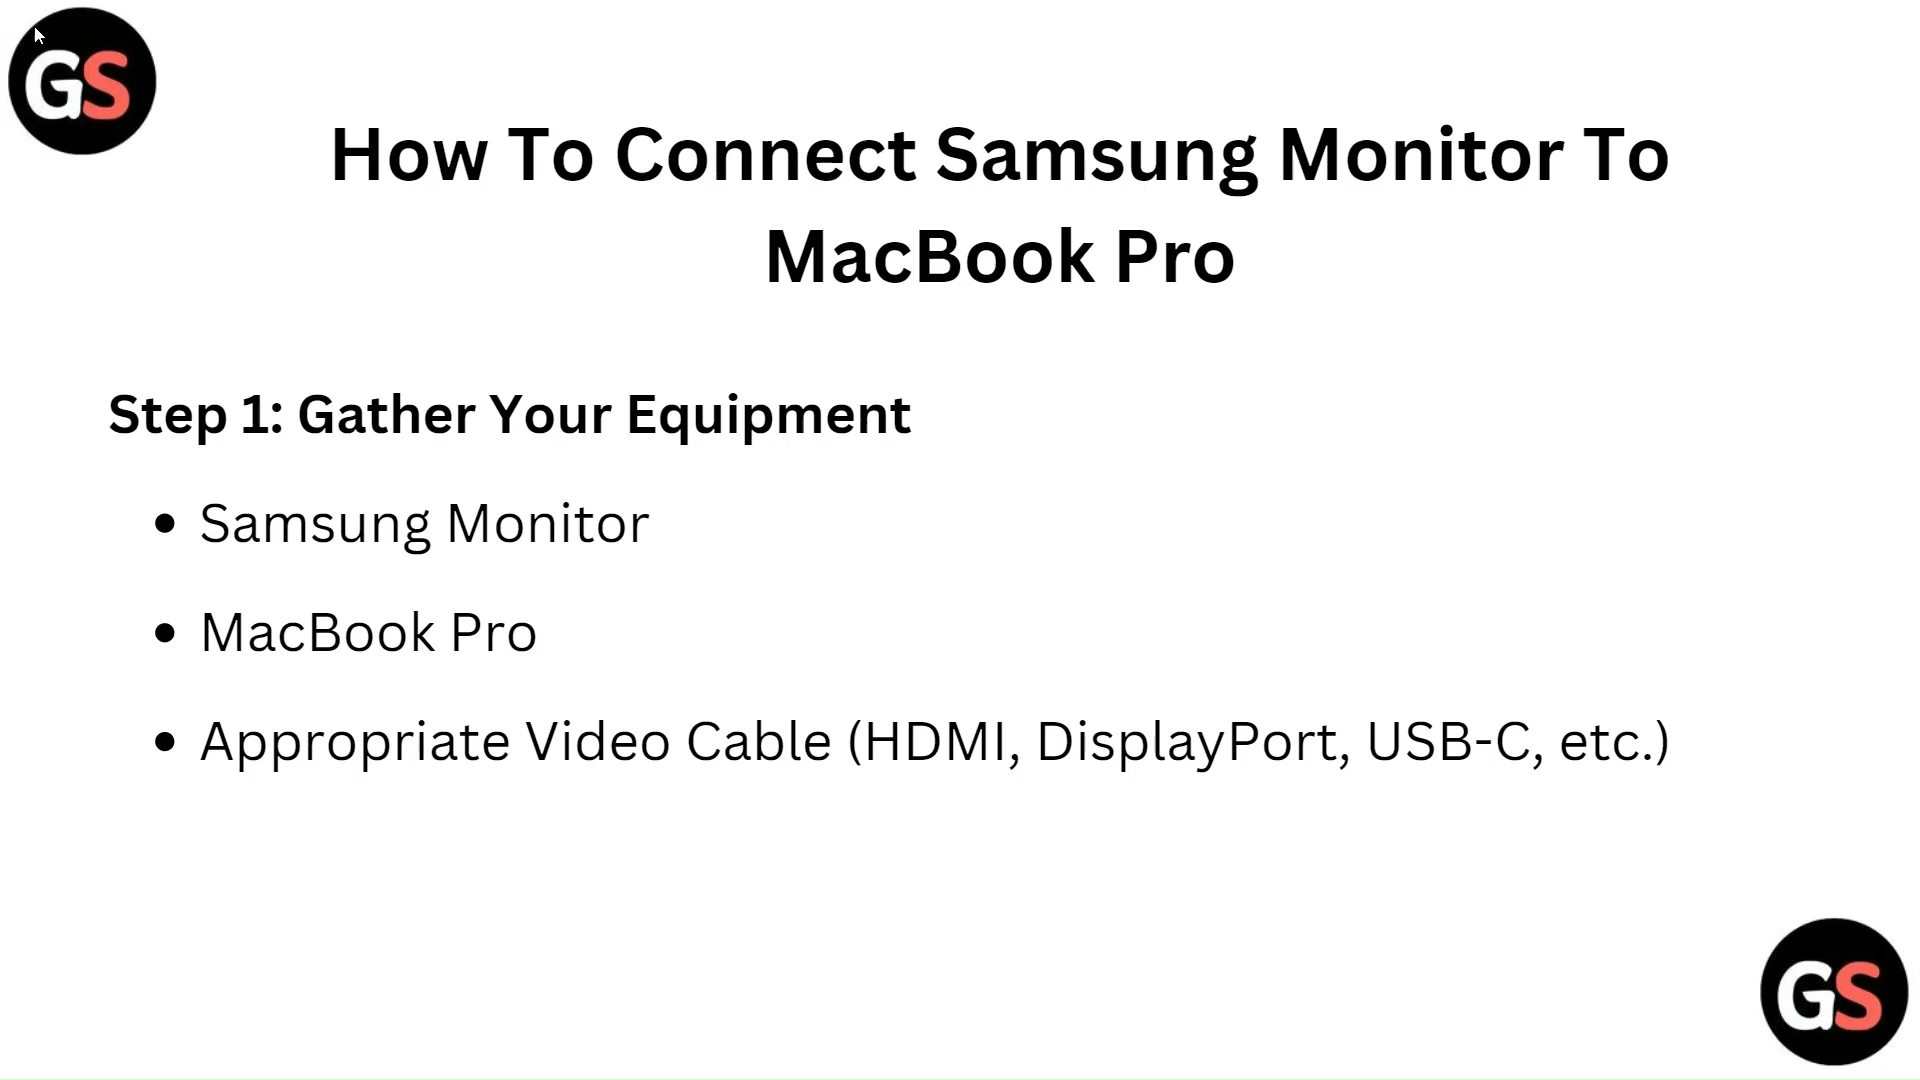 GS
How To Connect Samsung Monitor To
MacBook Pro
Step 1: Gather Your Equipment
• Samsung Monitor
• MacBook Pro
• Appropriate Video Cable (HDMI, DisplayPort, USB-C, etc.)
GS